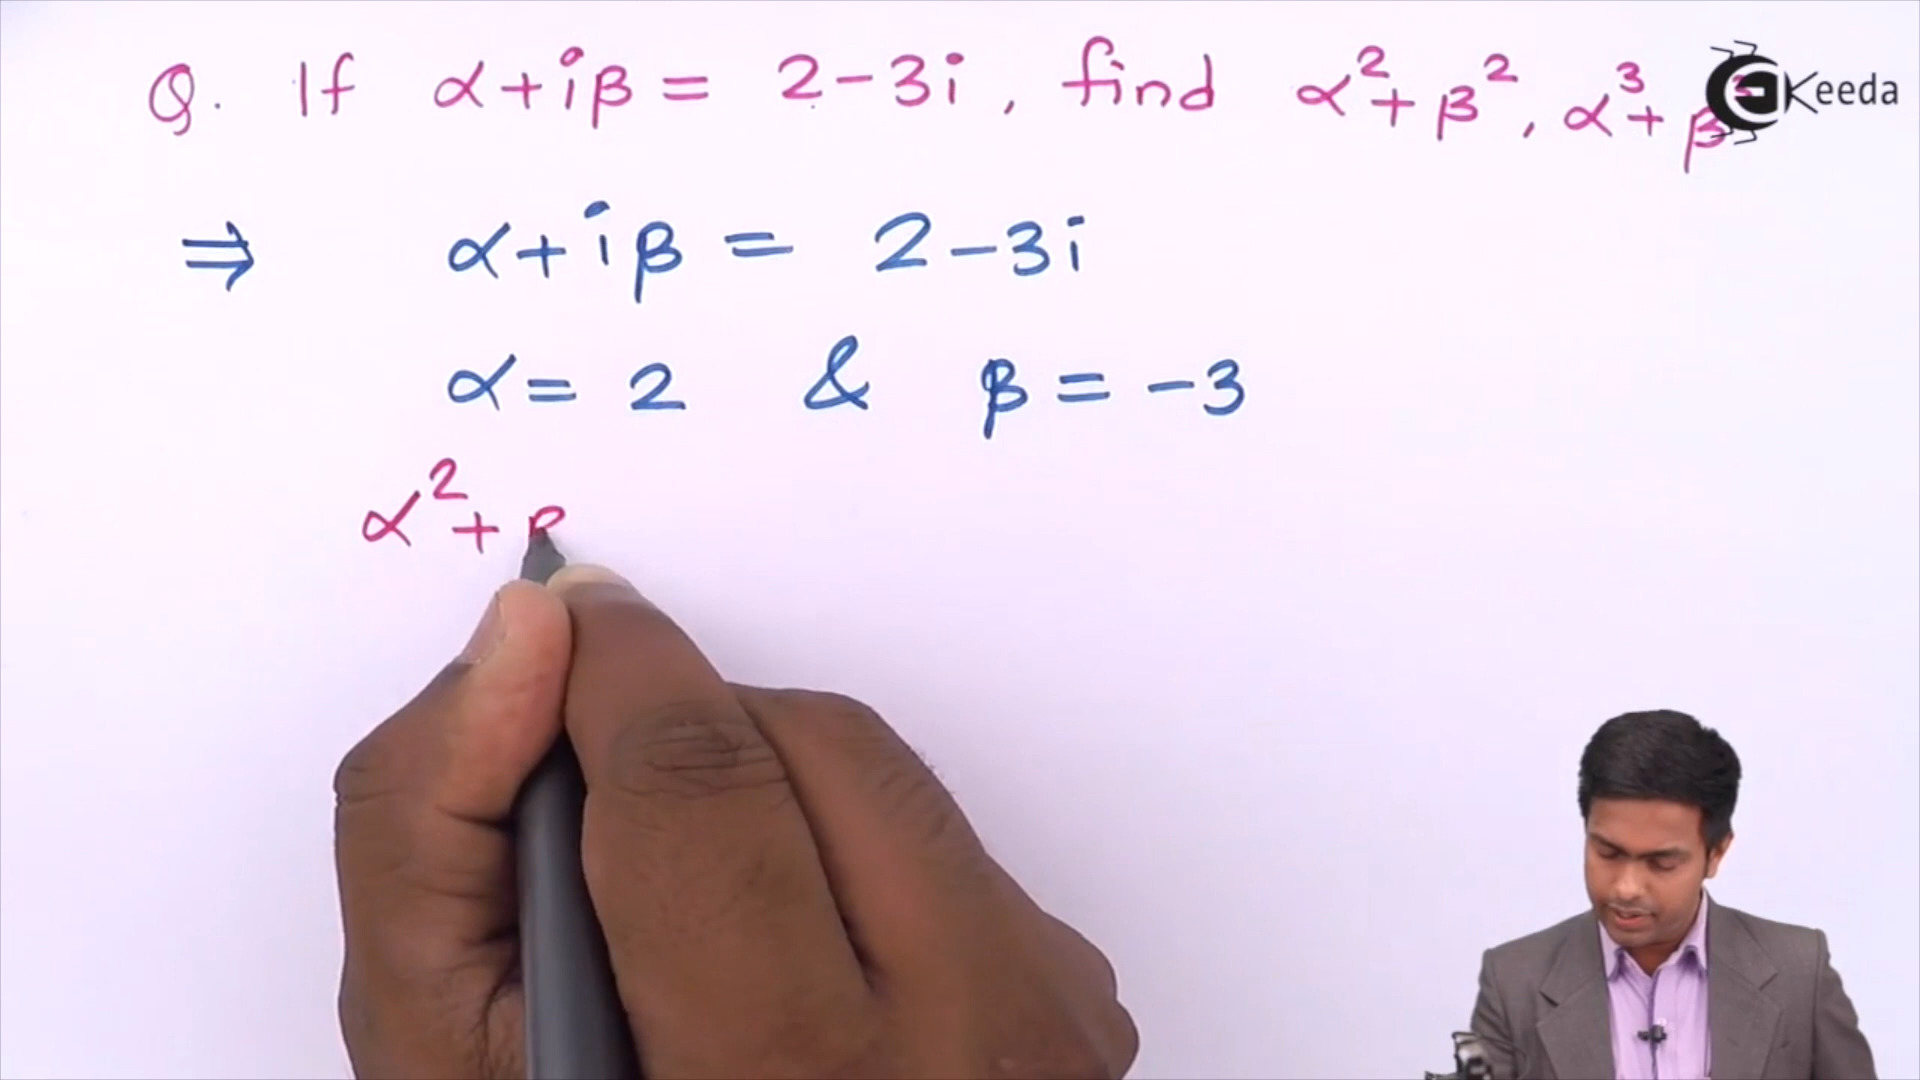 Q. If α+iβ = 2-3i, find α²+β², α³+β³
Keeda
⇒ α+iβ = 2-3i
α = 2 & β = -3
α²+β